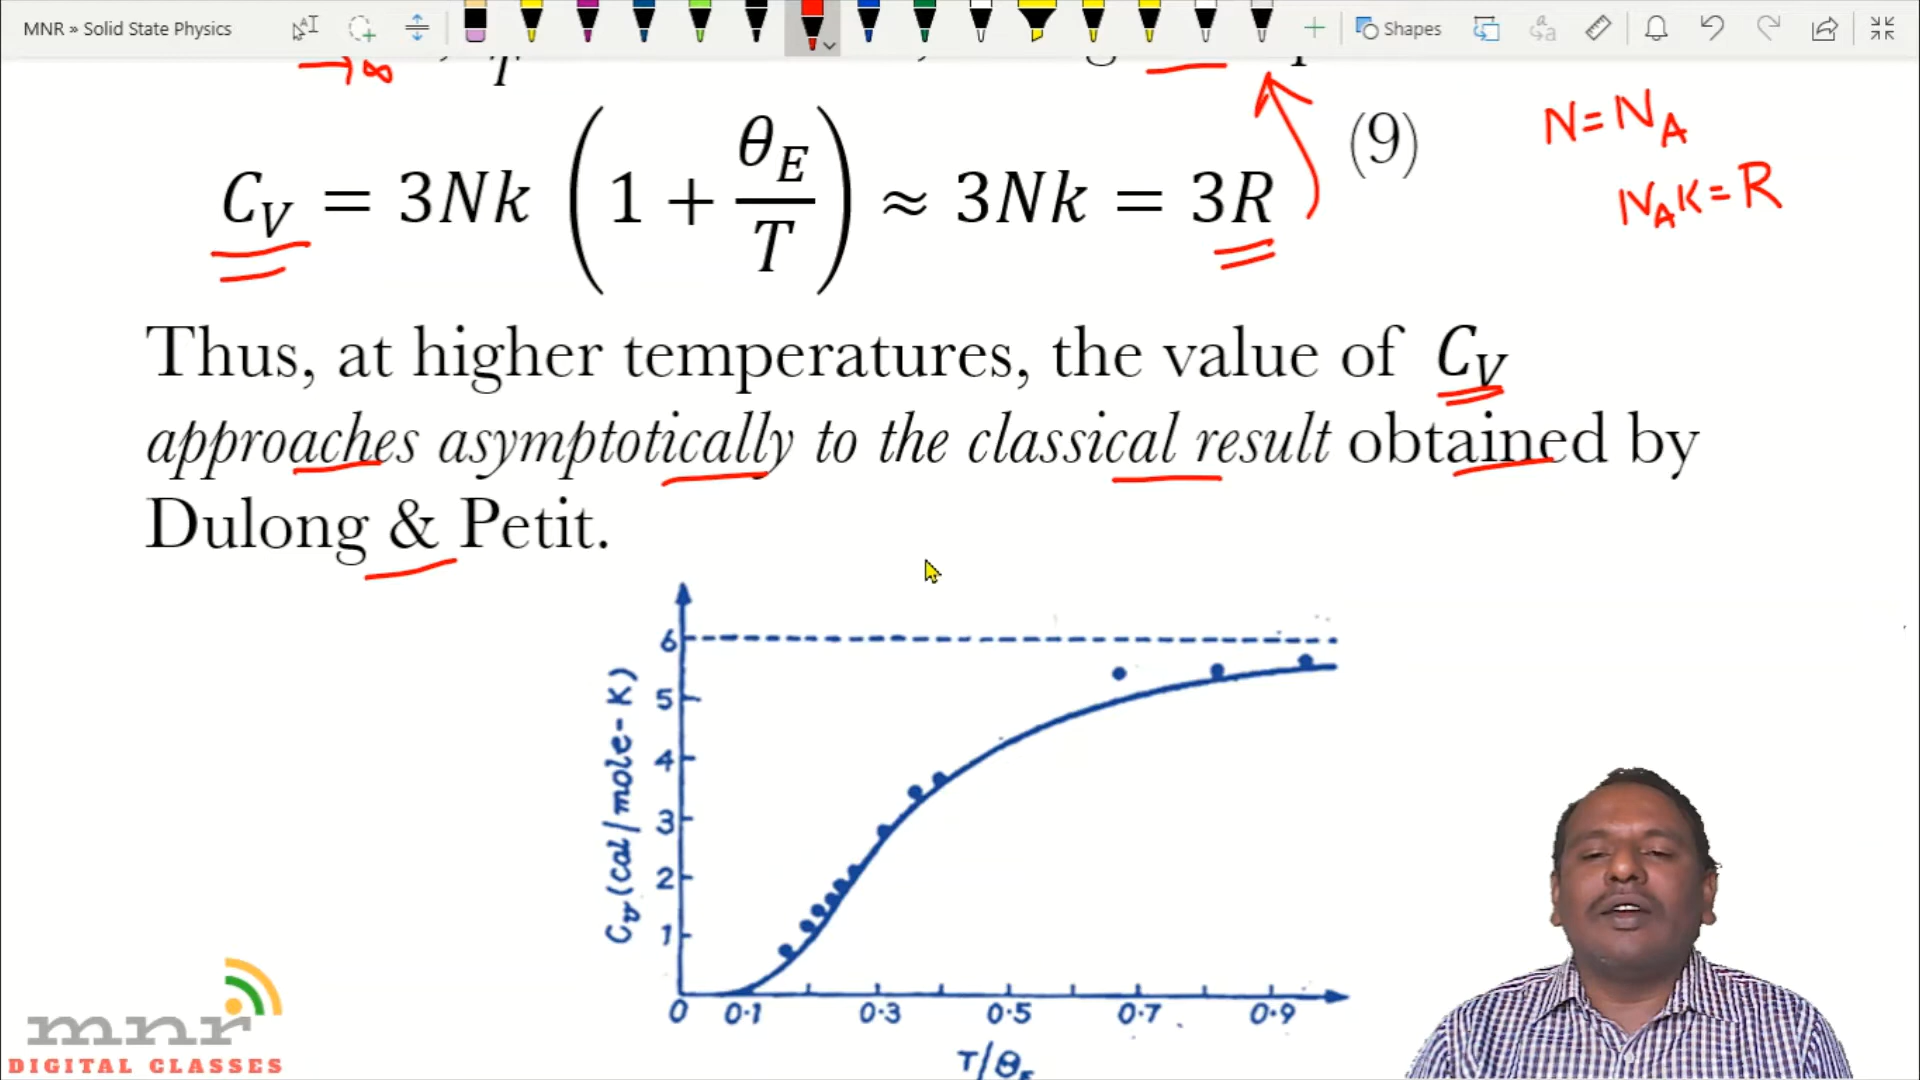 MNR » Solid State Physics
Shapes
→∞
C_V = 3Nk (1 + θ_E/T) ≈ 3Nk = 3R (9)
N = N_A
N_A K = R
Thus, at higher temperatures, the value of C_V
approaches asymptotically to the classical result obtained by
Dulong & Petit.
6
5
4
3
2
1
C_v (Cal/mole-K)
0 0.1 0.3 0.5 0.7 0.9
T/θ_E
mnr
DIGITAL CLASSES